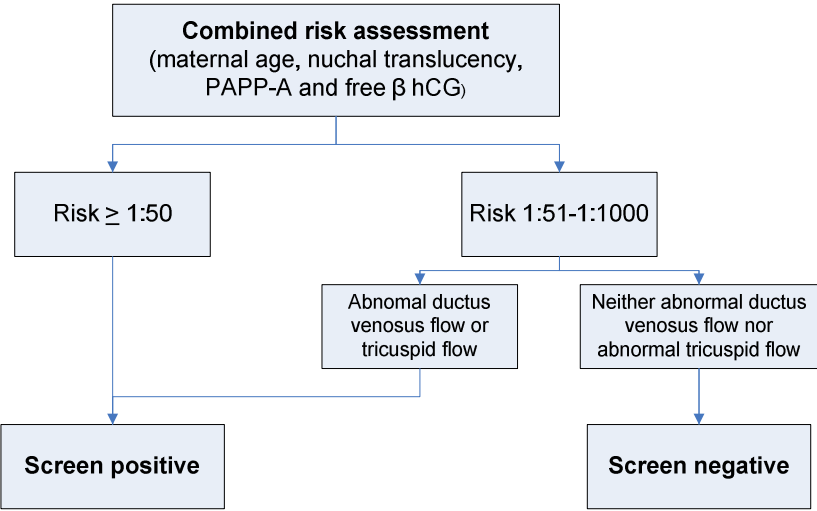 Combined risk assessment
(maternal age, nuchal translucency,
PAPP-A and free β hCG)
Risk ≥ 1:50
Risk 1:51-1:1000
Abnomal ductus
venosus flow or
tricuspid flow
Neither abnormal ductus
venosus flow nor
abnormal tricuspid flow
Screen positive
Screen negative